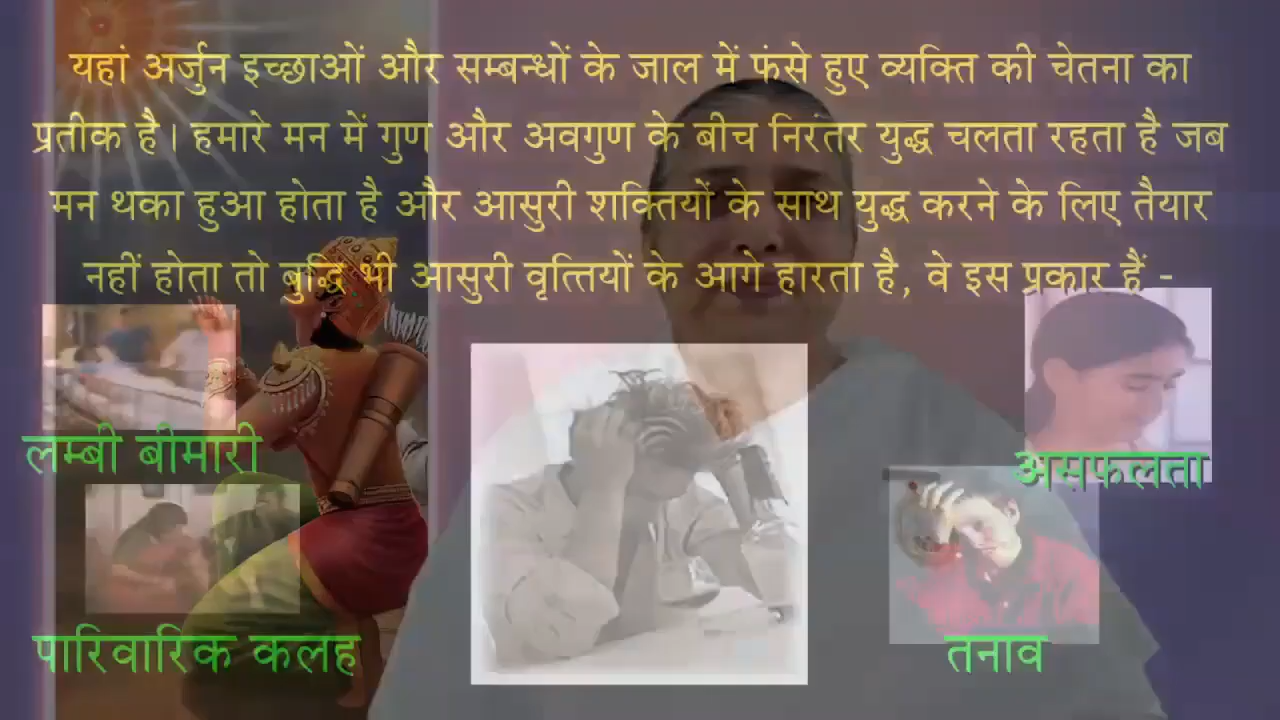 यहां अर्जुन इच्छाओं और सम्बन्धों के जाल में फंसे हुए व्यक्ति की चेतना का
प्रतीक है। हमारे मन में गुण और अवगुण के बीच निरंतर युद्ध चलता रहता है जब
मन थका हुआ होता है और आसुरी शक्तियों के साथ युद्ध करने के लिए तैयार
नहीं होता तो बुद्धि भी आसुरी वृत्तियों के आगे हारता है, वे इस प्रकार हैं -
लम्बी बीमारी
असफलता
पारिवारिक कलह
तनाव